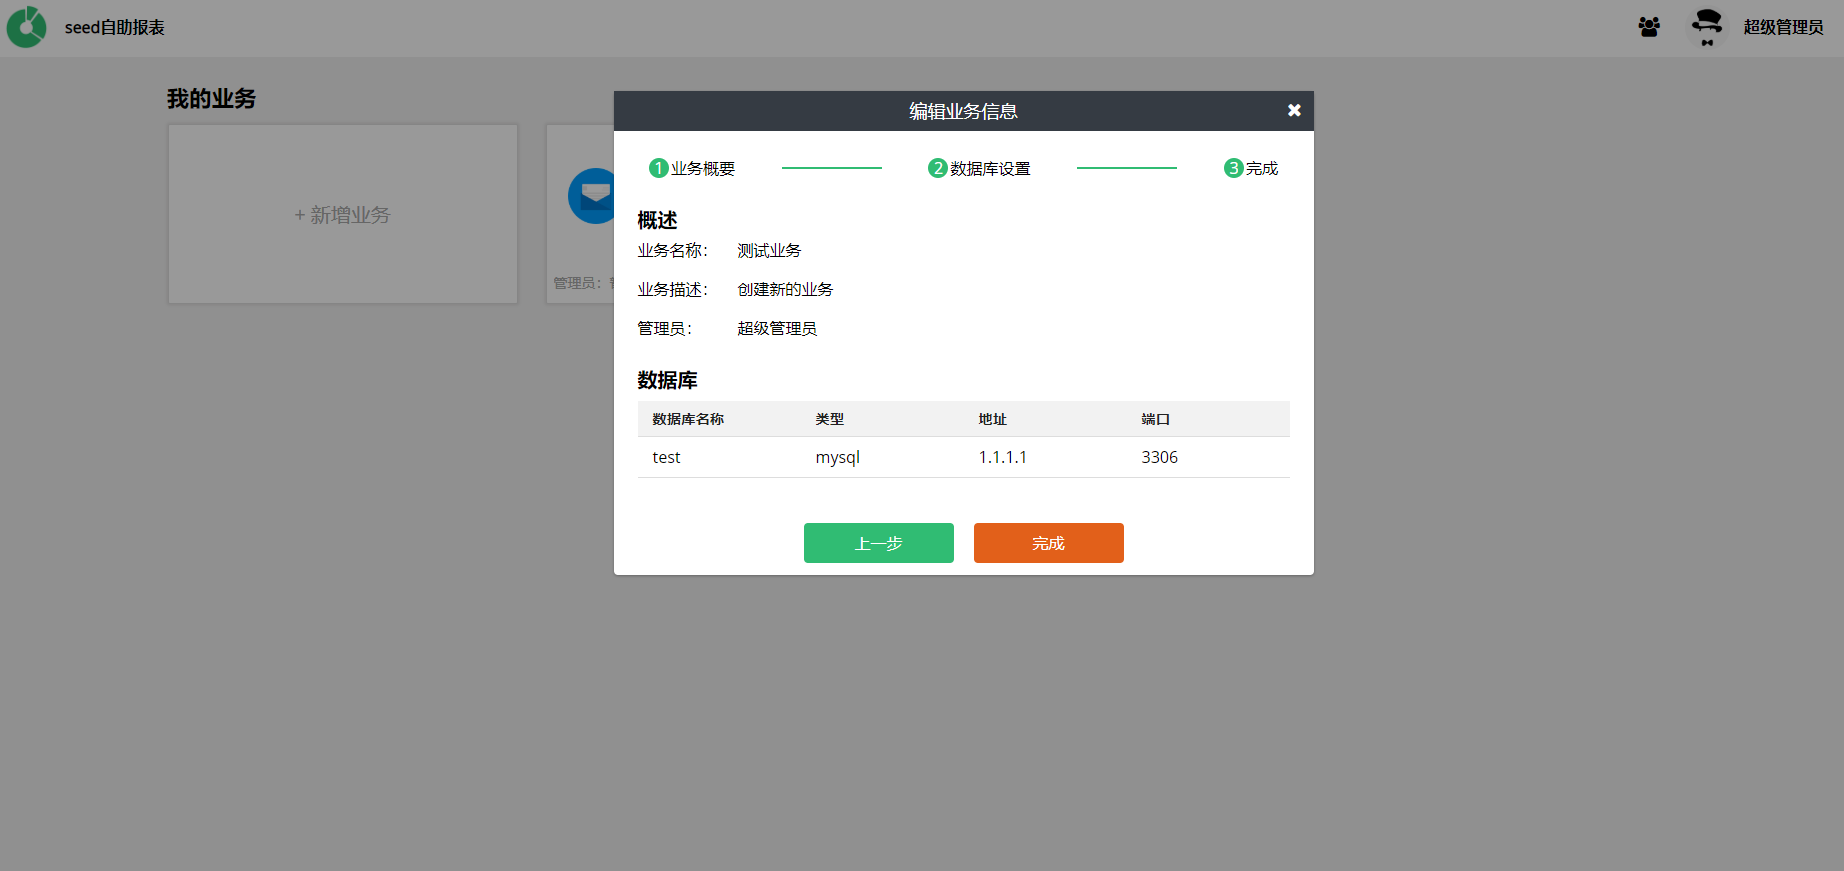 seed自助报表
超级管理员
我的业务
+ 新增业务
管理员：
编辑业务信息
1 业务概要
2 数据库设置
3 完成
概述
业务名称： 测试业务
业务描述： 创建新的业务
管理员： 超级管理员
数据库
数据库名称 类型 地址 端口
test mysql 1.1.1.1 3306
上一步 完成